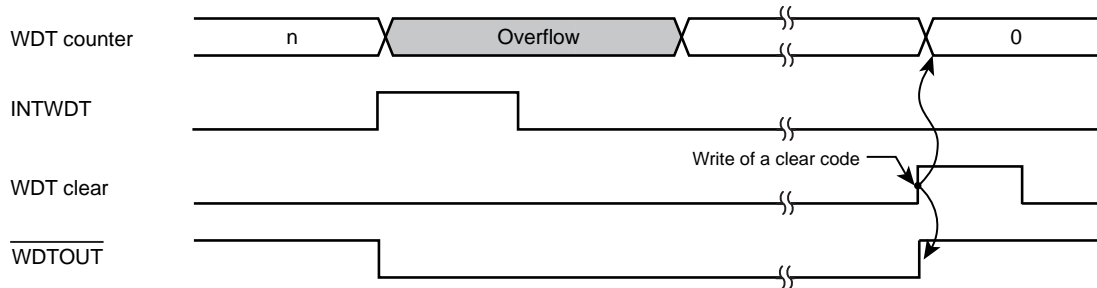 WDT counter
n
Overflow
0
INTWDT
Write of a clear code
WDT clear
WDTOUT